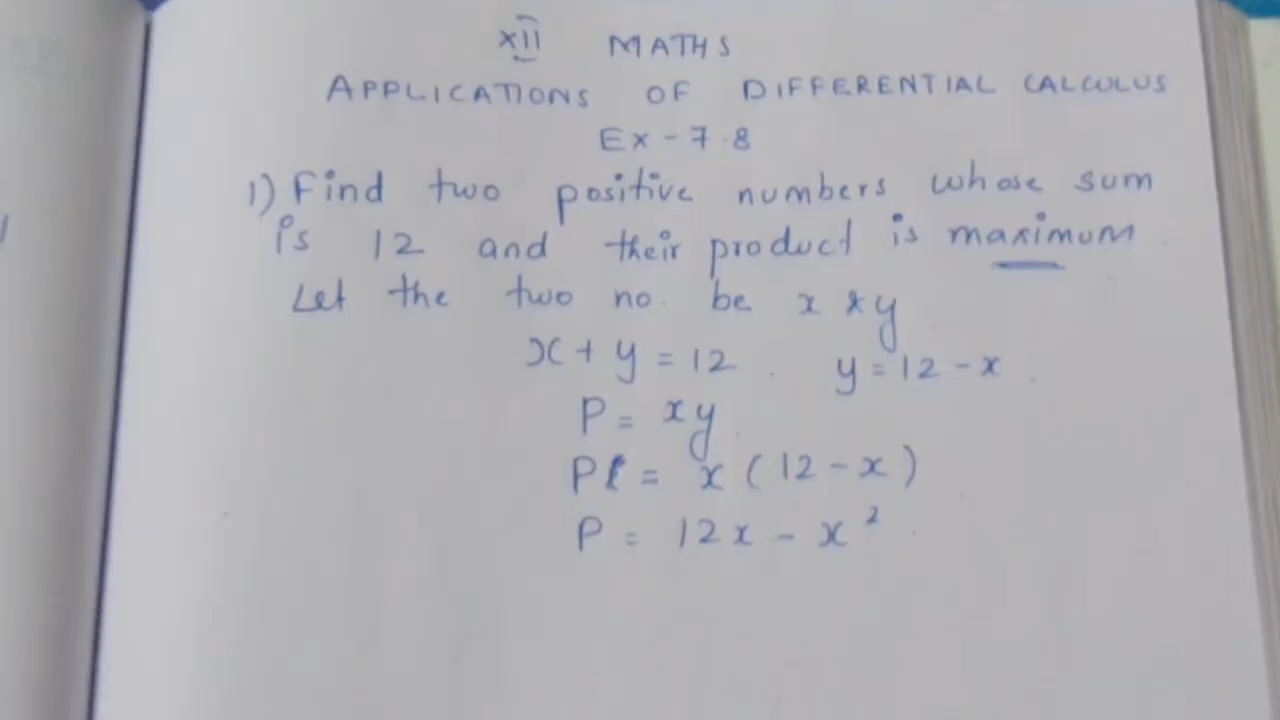 XII MATHS
APPLICATIONS OF DIFFERENTIAL CALCULUS
Ex - 7.8
1) Find two positive numbers whose sum
is 12 and their product is maximum
Let the two no. be x & y
x + y = 12. y = 12 - x.
P = xy.
P = x (12 - x)
P = 12x - x².